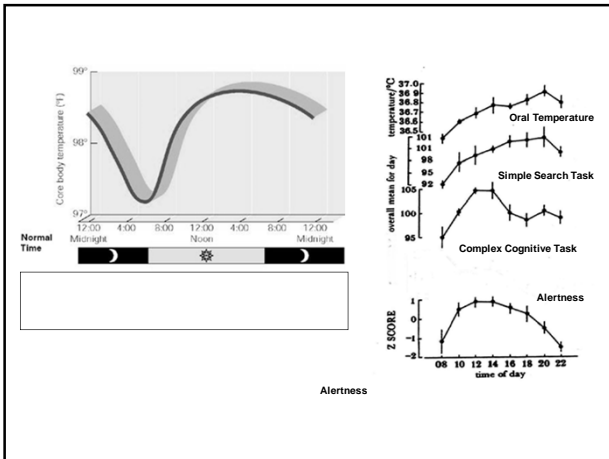 99°
98°
97°
Core body temperature (°F)
12:00 4:00 8:00 12:00 4:00 8:00 12:00
Midnight Noon Midnight
Normal
Time
temperature/°C
37.0
36.9
36.8
36.6
36.5
Oral Temperature
101
101
98
95
92
Simple Search Task
overall mean for day
105
100
95
Complex Cognitive Task
Alertness
Z SCORE
1
0
-1
-2
08 10 12 14 16 18 20 22
time of day
Alertness